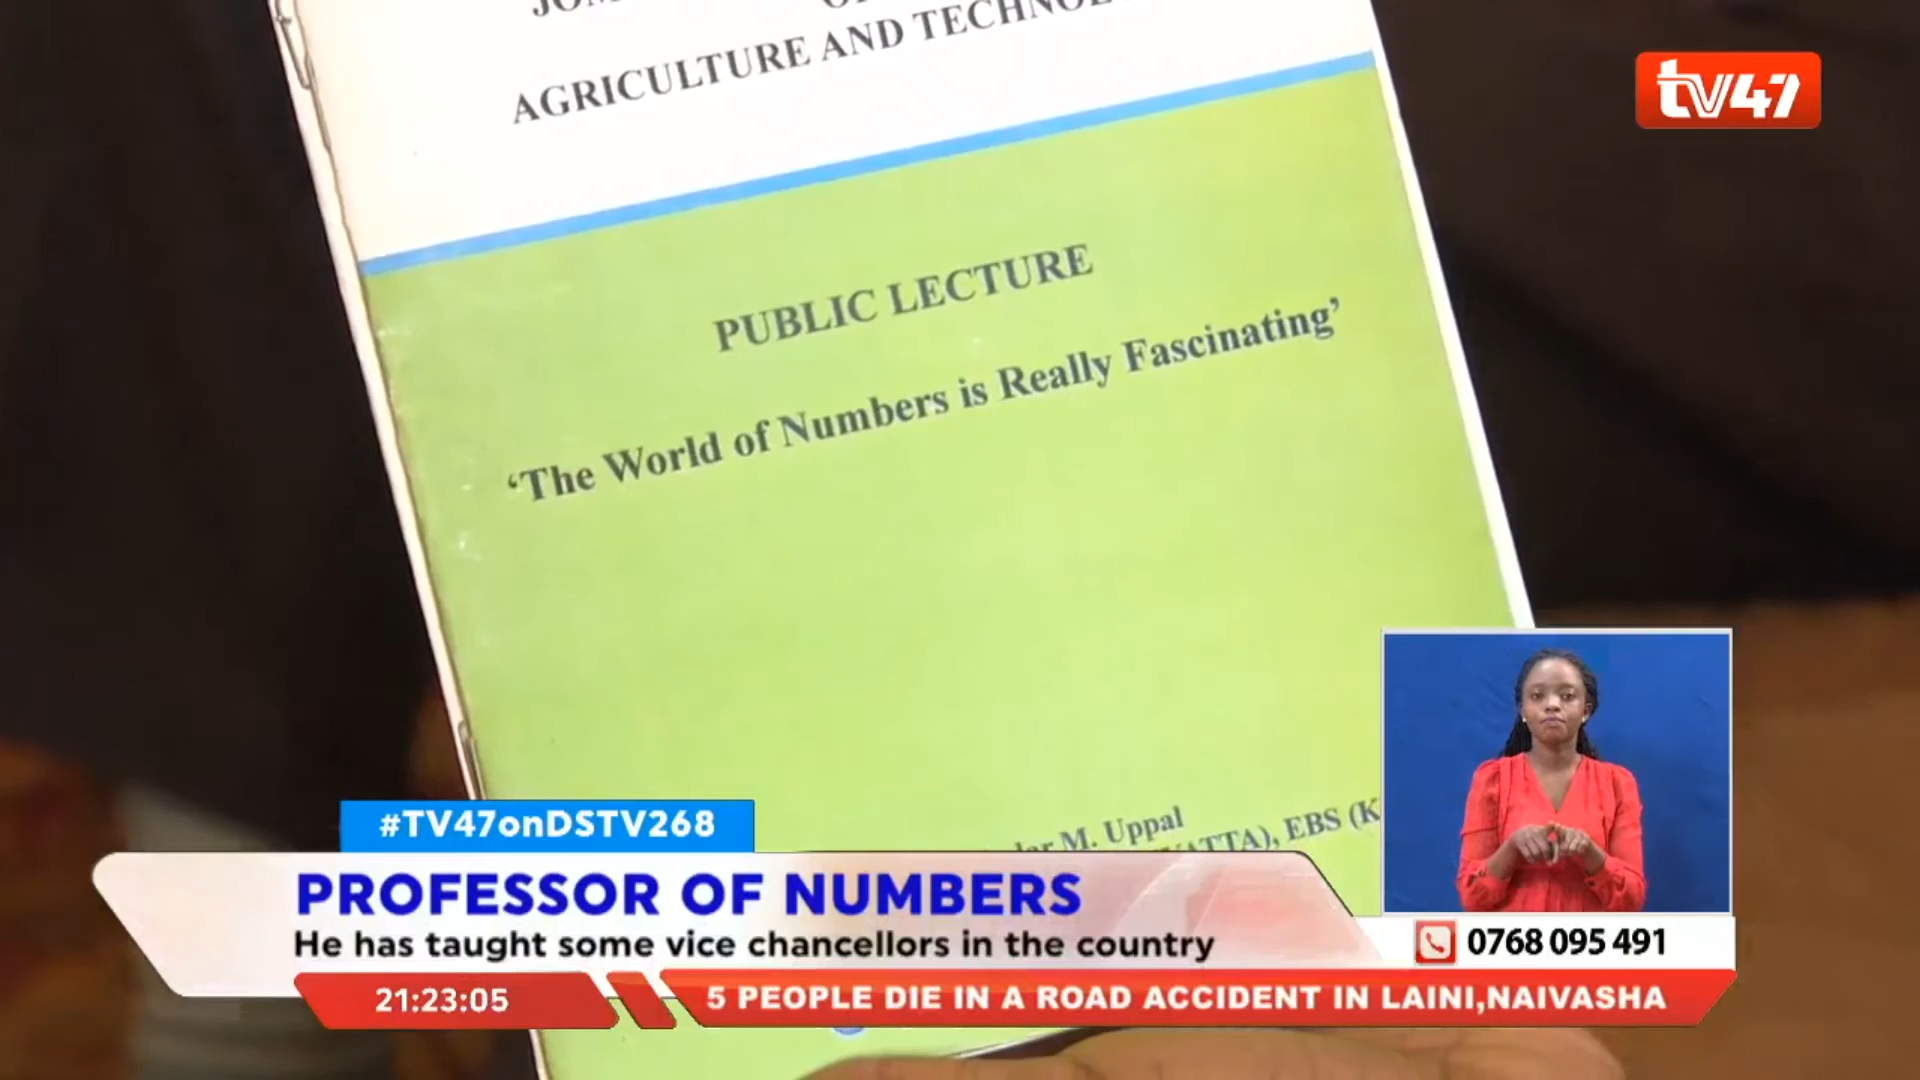 AGRICULTURE AND
tv47
PUBLIC LECTURE
‘The World of Numbers is Really Fascinating’
M. Uppal
EBS
#TV47onDSTV268
PROFESSOR OF NUMBERS
He has taught some vice chancellors in the country
0768 095 491
21:23:05
5 PEOPLE DIE IN A ROAD ACCIDENT IN LAINI,NAIVASHA